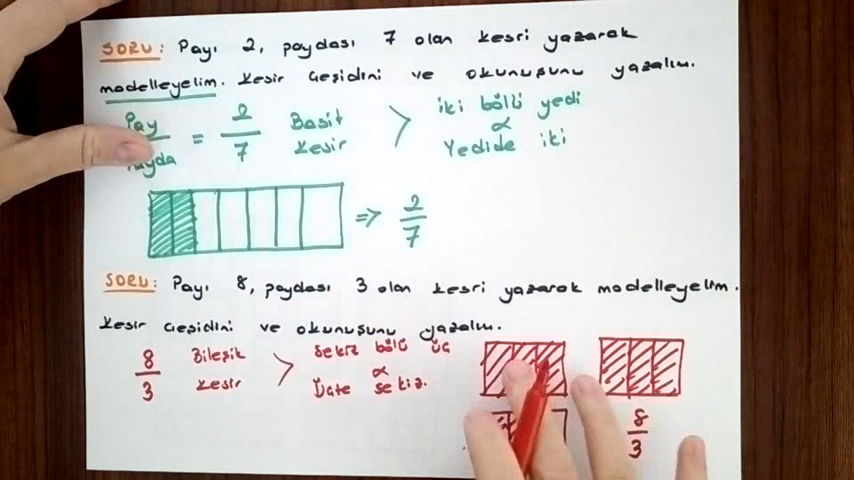 SORU: Payı 2, paydası 7 olan kesri yazarak
modelleyelim. Kesir çeşidini ve okunuşunu yazalım.
Pay / Payda = 2/7 Basit Kesir > iki bölü yedi
α
Yedide iki
=> 2/7
SORU: Payı 8, paydası 3 olan kesri yazarak modelleyelim.
Kesir çeşidini ve okunuşunu yazalım.
8/3 Bileşik Kesir > Sekiz bölü üç
α
Üçte sekiz.
8/3